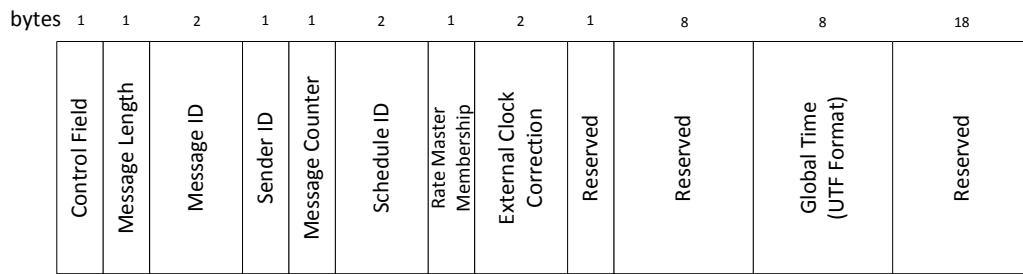 bytes 1 1 2 1 1 2 1 2 1 8 8 18
Control Field
Message Length
Message ID
Sender ID
Message Counter
Schedule ID
Rate Master
Membership
External Clock
Correction
Reserved
Reserved
Global Time
(UTF Format)
Reserved